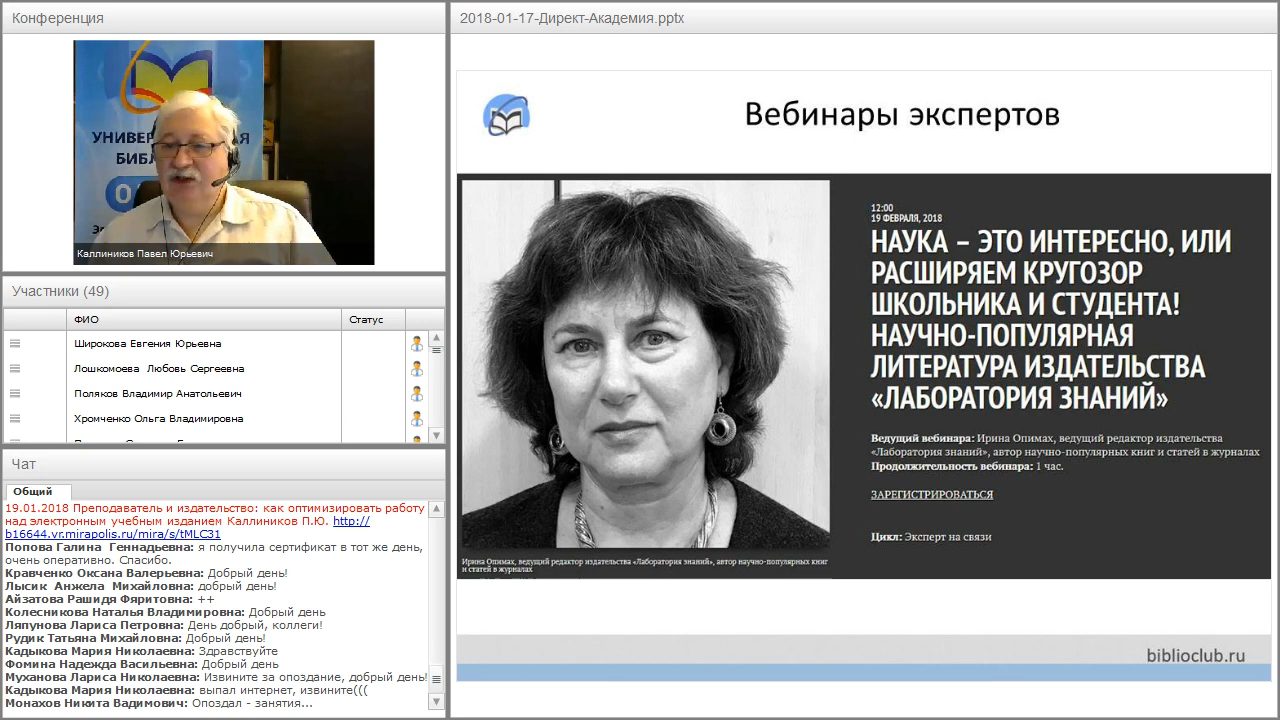 Конференция
УНИВЕР
АЯ
БИБЛ
Каллиников Павел Юрьевич
Участники (49)
ФИО
Статус
Широкова Евгения Юрьевна
Лошкомоева Любовь Сергеевна
Поляков Владимир Анатольевич
Хромченко Ольга Владимировна
Чат
Общий
19.01.2018 Преподаватель и издательство: как оптимизировать работу
над электронным учебным изданием Каллиников П.Ю. http://
b16644.vr.mirapolis.ru/mira/s/tMLC31
Попова Галина Геннадьевна: я получила сертификат в тот же день,
очень оперативно. Спасибо.
Кравченко Оксана Валерьевна: Добрый день!
Лысик Анжела Михайловна: добрый день!
Айзатова Рашидя Фяритовна: ++
Колесникова Наталья Владимировна: Добрый день
Ляпунова Лариса Петровна: День добрый, коллеги!
Рудик Татьяна Михайловна: Добрый день!
Кадыкова Мария Николаевна: Здравствуйте
Фомина Надежда Васильевна: Добрый день
Муханова Лариса Николаевна: Извините за опоздание, добрый день!
Кадыкова Мария Николаевна: выпал интернет, извините(((
Монахов Никита Вадимович: Опоздал - занятия...
2018-01-17-Директ-Академия.pptx
Вебинары экспертов
12:00
19 ФЕВРАЛЯ, 2018
НАУКА – ЭТО ИНТЕРЕСНО, ИЛИ
РАСШИРЯЕМ КРУГОЗОР
ШКОЛЬНИКА И СТУДЕНТА!
НАУЧНО-ПОПУЛЯРНАЯ
ЛИТЕРАТУРА ИЗДАТЕЛЬСТВА
«ЛАБОРАТОРИЯ ЗНАНИЙ»
Ведущий вебинара: Ирина Опимах, ведущий редактор издательства
«Лаборатория знаний», автор научно-популярных книг и статей в журналах
Продолжительность вебинара: 1 час.
ЗАРЕГИСТРИРОВАТЬСЯ
Цикл: Эксперт на связи
Ирина Опимах, ведущий редактор издательства «Лаборатория знаний», автор научно-популярных книг
и статей в журналах
biblioclub.ru